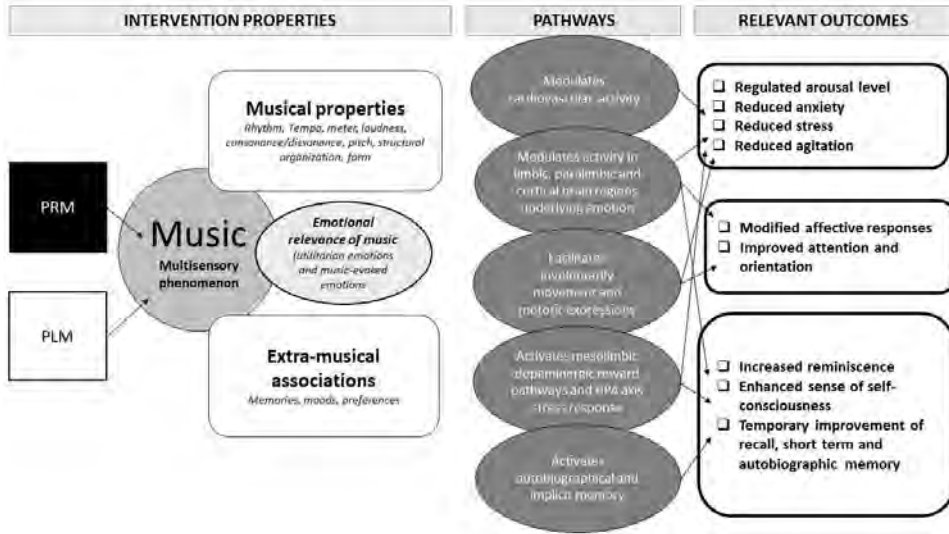 INTERVENTION PROPERTIES
PATHWAYS
RELEVANT OUTCOMES
PRM
PLM
Music
Multisensory
phenomenon
Musical properties
Rhythm, Tempo, meter, loudness,
consonance/dissonance, pitch, structural
organization, form
Emotional
relevance of music
(utilitarian emotions
and music-evoked
emotions
Extra-musical
associations
Memories, moods, preferences
Modulates
cardiovascular activity
Modulates activity in
limbic, paralimbic and
cortical brain regions
underlying emotion
Facilitates
involuntently
movement and
motoric expressions
Activates mesolimbic
dopaminergic reward
pathways and HPA axis
stress response
Activates
autobiographical and
implicit memory
❑ Regulated arousal level
❑ Reduced anxiety
❑ Reduced stress
❑ Reduced agitation
❑ Modified affective responses
❑ Improved attention and
orientation
❑ Increased reminiscence
❑ Enhanced sense of self-
consciousness
❑ Temporary improvement of
recall, short term and
autobiographic memory